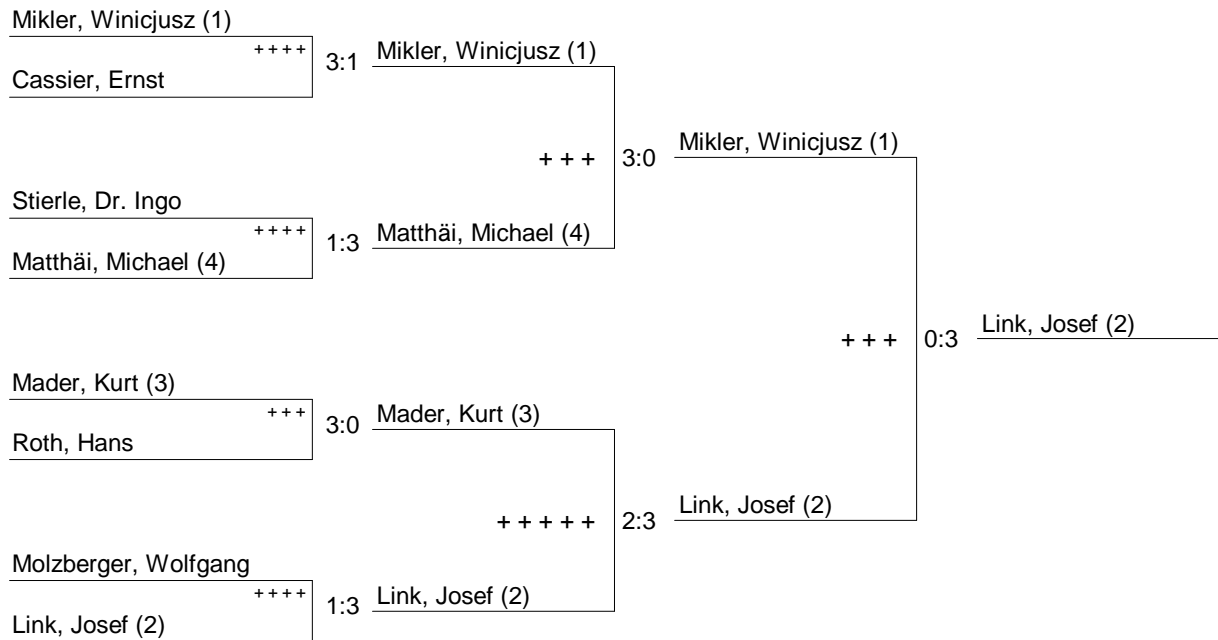 Mikler, Winicjusz (1)
++++
3:1
Mikler, Winicjusz (1)
Cassier, Ernst
+ + +
3:0
Mikler, Winicjusz (1)
Stierle, Dr. Ingo
++++
1:3
Matthäi, Michael (4)
Matthäi, Michael (4)
+ + +
0:3
Link, Josef (2)
Mader, Kurt (3)
+++
3:0
Mader, Kurt (3)
Roth, Hans
+ + + + +
2:3
Link, Josef (2)
Molzberger, Wolfgang
++++
1:3
Link, Josef (2)
Link, Josef (2)